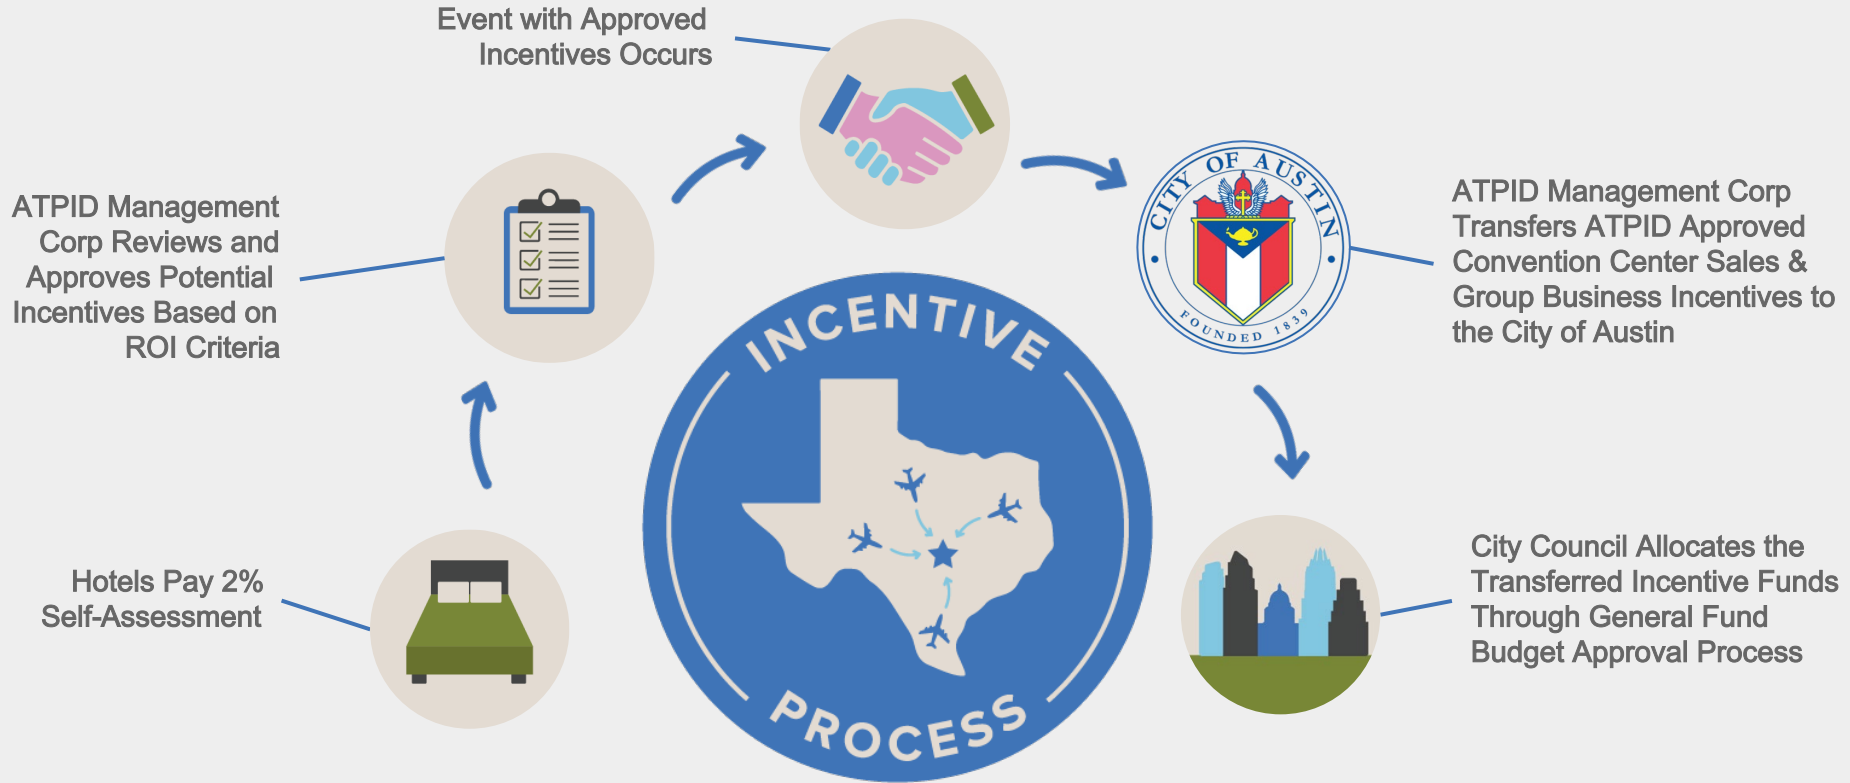 Event with Approved
Incentives Occurs
ATPID Management
Corp Reviews and
Approves Potential
Incentives Based on
ROI Criteria
Hotels Pay 2%
Self-Assessment
INCENTIVE
PROCESS
CITY OF AUSTIN
FOUNDED 1839
ATPID Management Corp
Transfers ATPID Approved
Convention Center Sales &
Group Business Incentives to
the City of Austin
City Council Allocates the
Transferred Incentive Funds
Through General Fund
Budget Approval Process